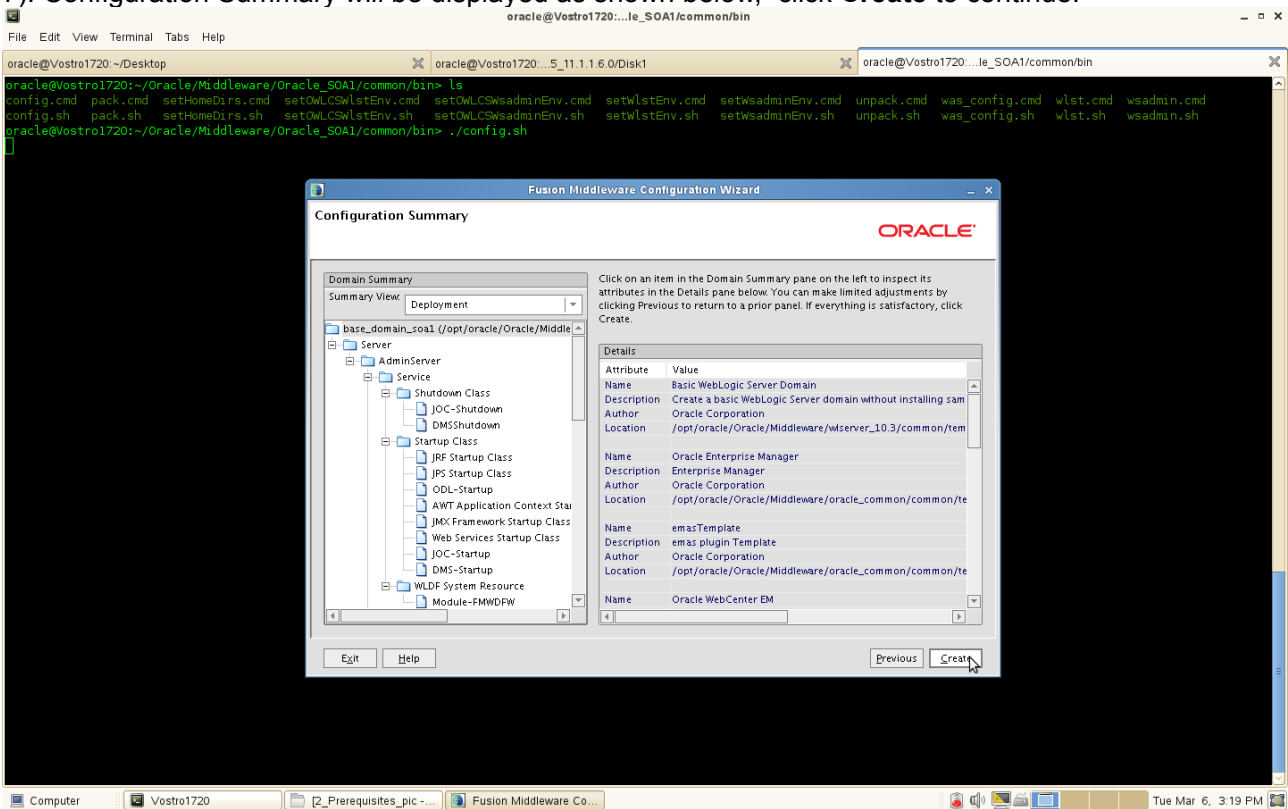 Configuration Summary will be displayed as shown below, click Create to continue.
oracle@Vostro1720:...le_SOA1/common/bin
File Edit View Terminal Tabs Help
oracle@Vostro1720:~/Desktop oracle@Vostro1720:...5_11.1.1.6.0/Disk1 oracle@Vostro1720:...le_SOA1/common/bin
oracle@Vostro1720:~/Oracle/Middleware/Oracle_SOA1/common/bin> ls
config.cmd pack.cmd setHomeDirs.cmd setOWLCSWlstEnv.cmd setOWLCSWsadminEnv.cmd setWlstEnv.cmd setWsadminEnv.cmd unpack.cmd was_config.cmd wlst.cmd wsadmin.cmd
config.sh pack.sh setHomeDirs.sh setOWLCSWlstEnv.sh setOWLCSWsadminEnv.sh setWlstEnv.sh setWsadminEnv.sh unpack.sh was_config.sh wlst.sh wsadmin.sh
oracle@Vostro1720:~/Oracle/Middleware/Oracle_SOA1/common/bin> ./config.sh
Fusion Middleware Configuration Wizard
Configuration Summary
ORACLE
Domain Summary
Summary View: Deployment
base_domain_soa1 (/opt/oracle/Oracle/Middle
Server
AdminServer
Service
Shutdown Class
JOC-Shutdown
DMSShutdown
Startup Class
JRF Startup Class
JPS Startup Class
ODL-Startup
AWT Application Context Star
JMX Framework Startup Class
Web Services Startup Class
JOC-Startup
DMS-Startup
WLDF System Resource
Module-FMWDFW
Click on an item in the Domain Summary pane on the left to inspect its
attributes in the Details pane below. You can make limited adjustments by
clicking Previous to return to a prior panel. If everything is satisfactory, click
Create.
Details
Attribute Value
Name Basic WebLogic Server Domain
Description Create a basic WebLogic Server domain without installing sam
Author Oracle Corporation
Location /opt/oracle/Oracle/Middleware/wlserver_10.3/common/tem
Name Oracle Enterprise Manager
Description Enterprise Manager
Author Oracle Corporation
Location /opt/oracle/Oracle/Middleware/oracle_common/common/te
Name emasTemplate
Description emas plugin Template
Author Oracle Corporation
Location /opt/oracle/Oracle/Middleware/oracle_common/common/te
Name Oracle WebCenter EM
Exit Help Previous Create
Computer Vostro1720 [2_Prerequisites_pic -... Fusion Middleware Co... Tue Mar 6, 3:19 PM